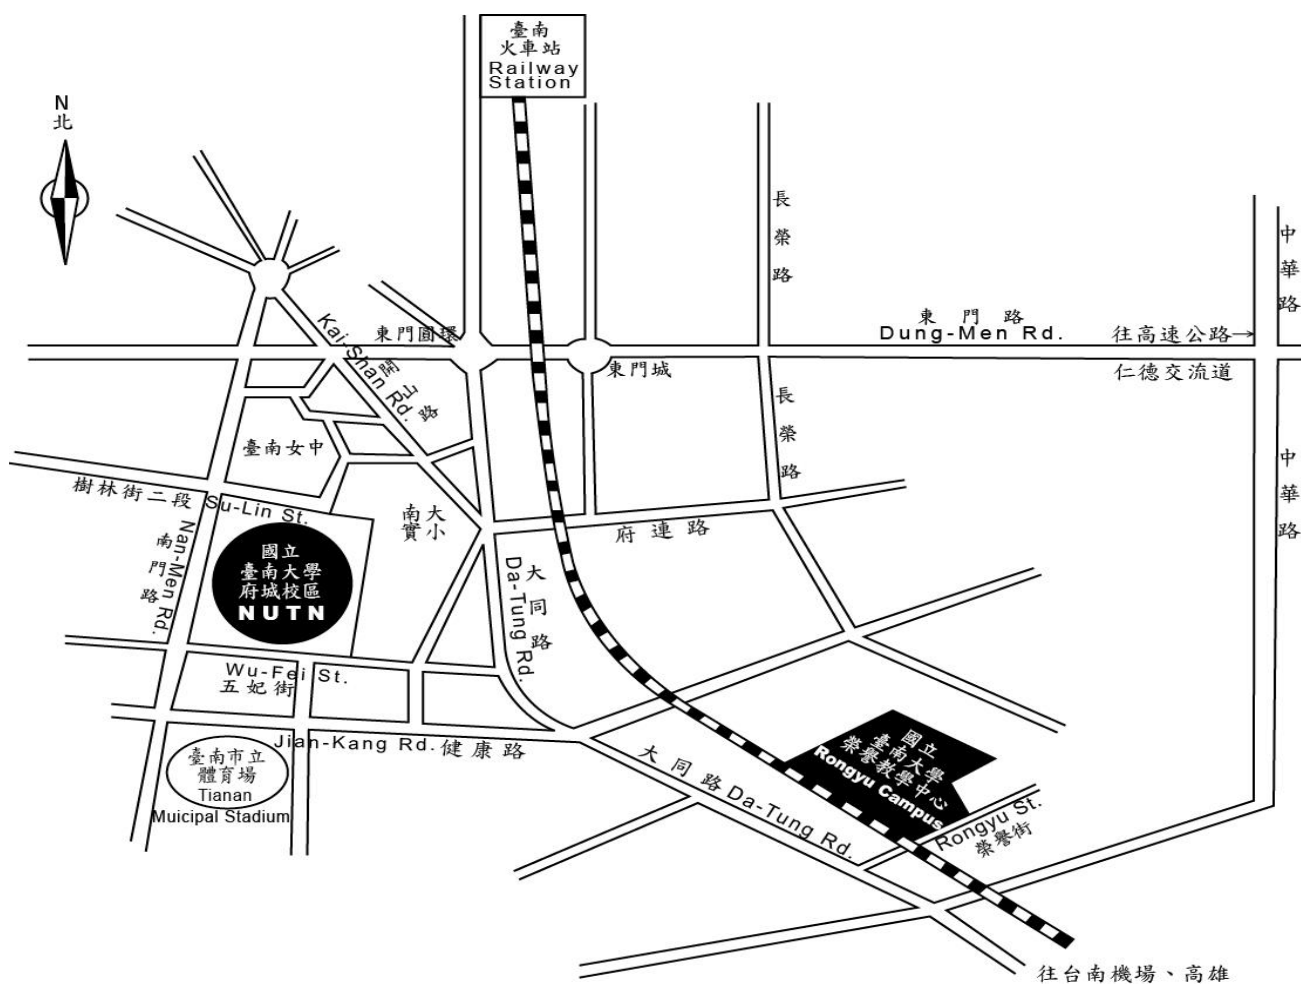 臺南
火車站
Railway
Station
N
北
長榮路
中華路
東門路
Dung-Men Rd.
往高速公路→
仁德交流道
東門圓環
東門城
Kai-Shan Rd.
開山路
長榮路
中華路
臺南女中
樹林街二段
Su-Lin St.
南大
實小
府連路
Nan-Men Rd.
南門路
國立
臺南大學
府城校區
NUTN
Da-Tung Rd.
大同路
Wu-Fei St.
五妃街
Jian-Kang Rd. 健康路
臺南市立
體育場
Tianan
Muicipal Stadium
大同路 Da-Tung Rd.
國立
臺南大學
榮譽教學中心
Rongyu Campus
Rongyu St.
榮譽街
往台南機場、高雄